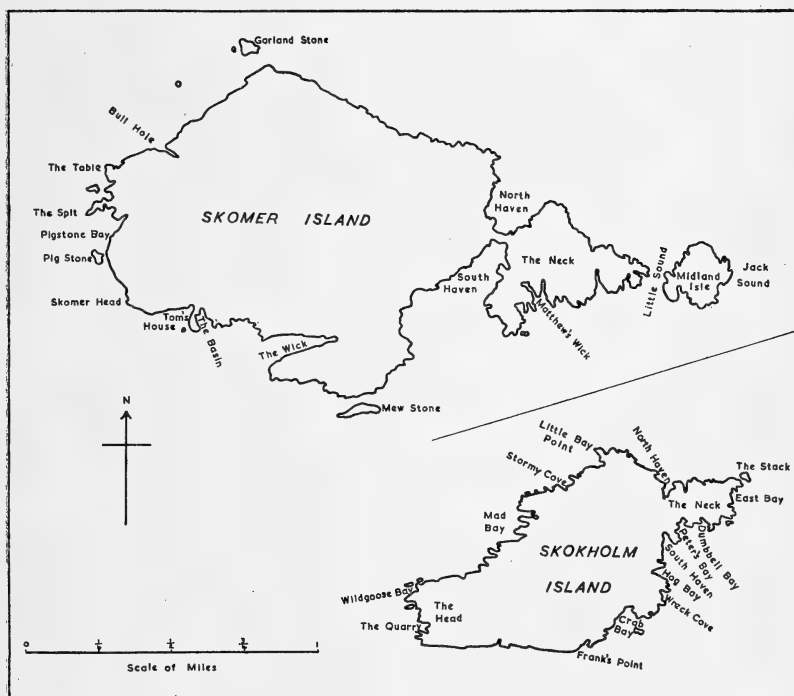 Garland Stone
Bull Hole
The Table
The Spit
Pigstone Bay
Pig Stone
Skomer Head
Tom's
House
The Basin
The Wick
Mew Stone
SKOMER ISLAND
North
Haven
South
Haven
The Neck
Matthew's Wick
Little Sound
Midland
Isle
Jack
Sound
N
Little Bay
Point
Stormy Cove
Mad
Bay
Wildgoose Bay
The
Head
The Quarry
SKOKHOLM
ISLAND
North Haven
The Stack
The Neck
East Bay
Dumbbell Bay
Peter's Bay
South Haven
Hog Bay
Wreck Cove
Crab
Bay
Frank's Point
0
1
Scale of Miles